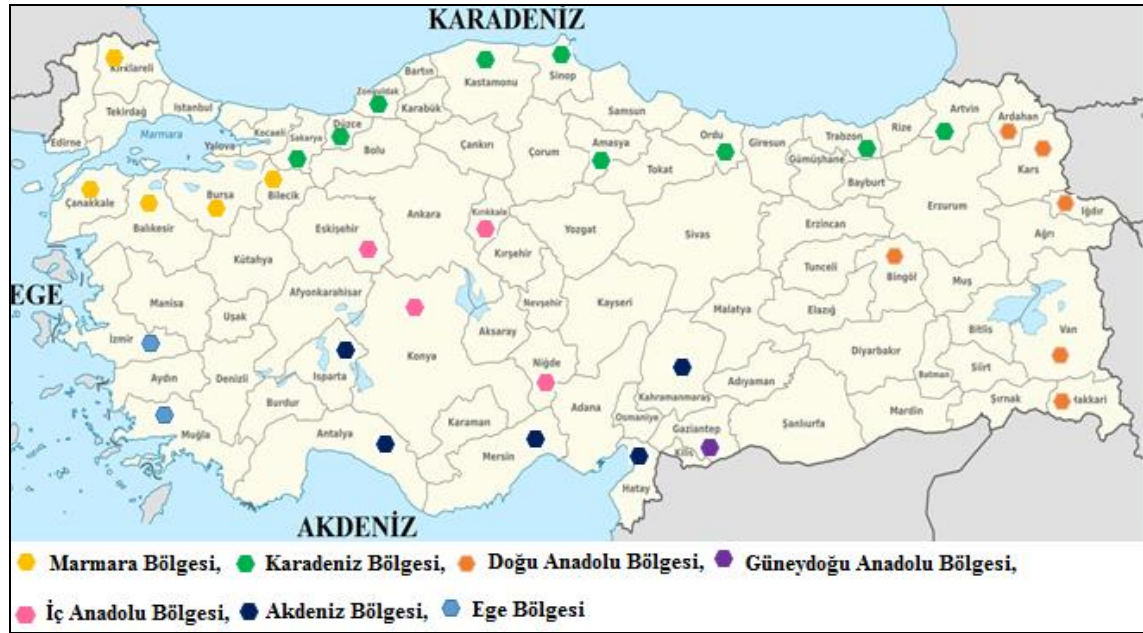 KARADENİZ
Kırklareli
Tekirdağ
Istanbul
Edirne
Marmara
Yalova
Kocaeli
Sakarya
Düzce
Zonguldak
Bartın
Karabük
Kastamonu
Sinop
Samsun
Bolu
Çankırı
Çorum
Amasya
Tokat
Ordu
Giresun
Trabzon
Gümüşhane
Rize
Bayburt
Artvin
Ardahan
Kars
Iğdır
Çanakkale
Balıkesir
Bursa
Bilecik
Eskişehir
Ankara
Kırıkkale
Kırşehir
Yozgat
Sivas
Erzincan
Erzurum
Ağrı
Kütahya
Tunceli
Bingöl
Muş
EGE
Manisa
Uşak
Afyonkarahisar
Nevşehir
Kayseri
Malatya
Elazığ
Bitlis
Van
İzmir
Aksaray
Konya
Niğde
Diyarbakır
Batman
Siirt
Aydın
Denizli
Isparta
Burdur
Kahramanmaraş
Adıyaman
Mardin
Şırnak
Hakkari
Muğla
Antalya
Karaman
Mersin
Adana
Osmaniye
Gaziantep
Kilis
Şanlıurfa
Hatay
AKDENİZ
Marmara Bölgesi, Karadeniz Bölgesi, Doğu Anadolu Bölgesi, Güneydoğu Anadolu Bölgesi,
İç Anadolu Bölgesi, Akdeniz Bölgesi, Ege Bölgesi